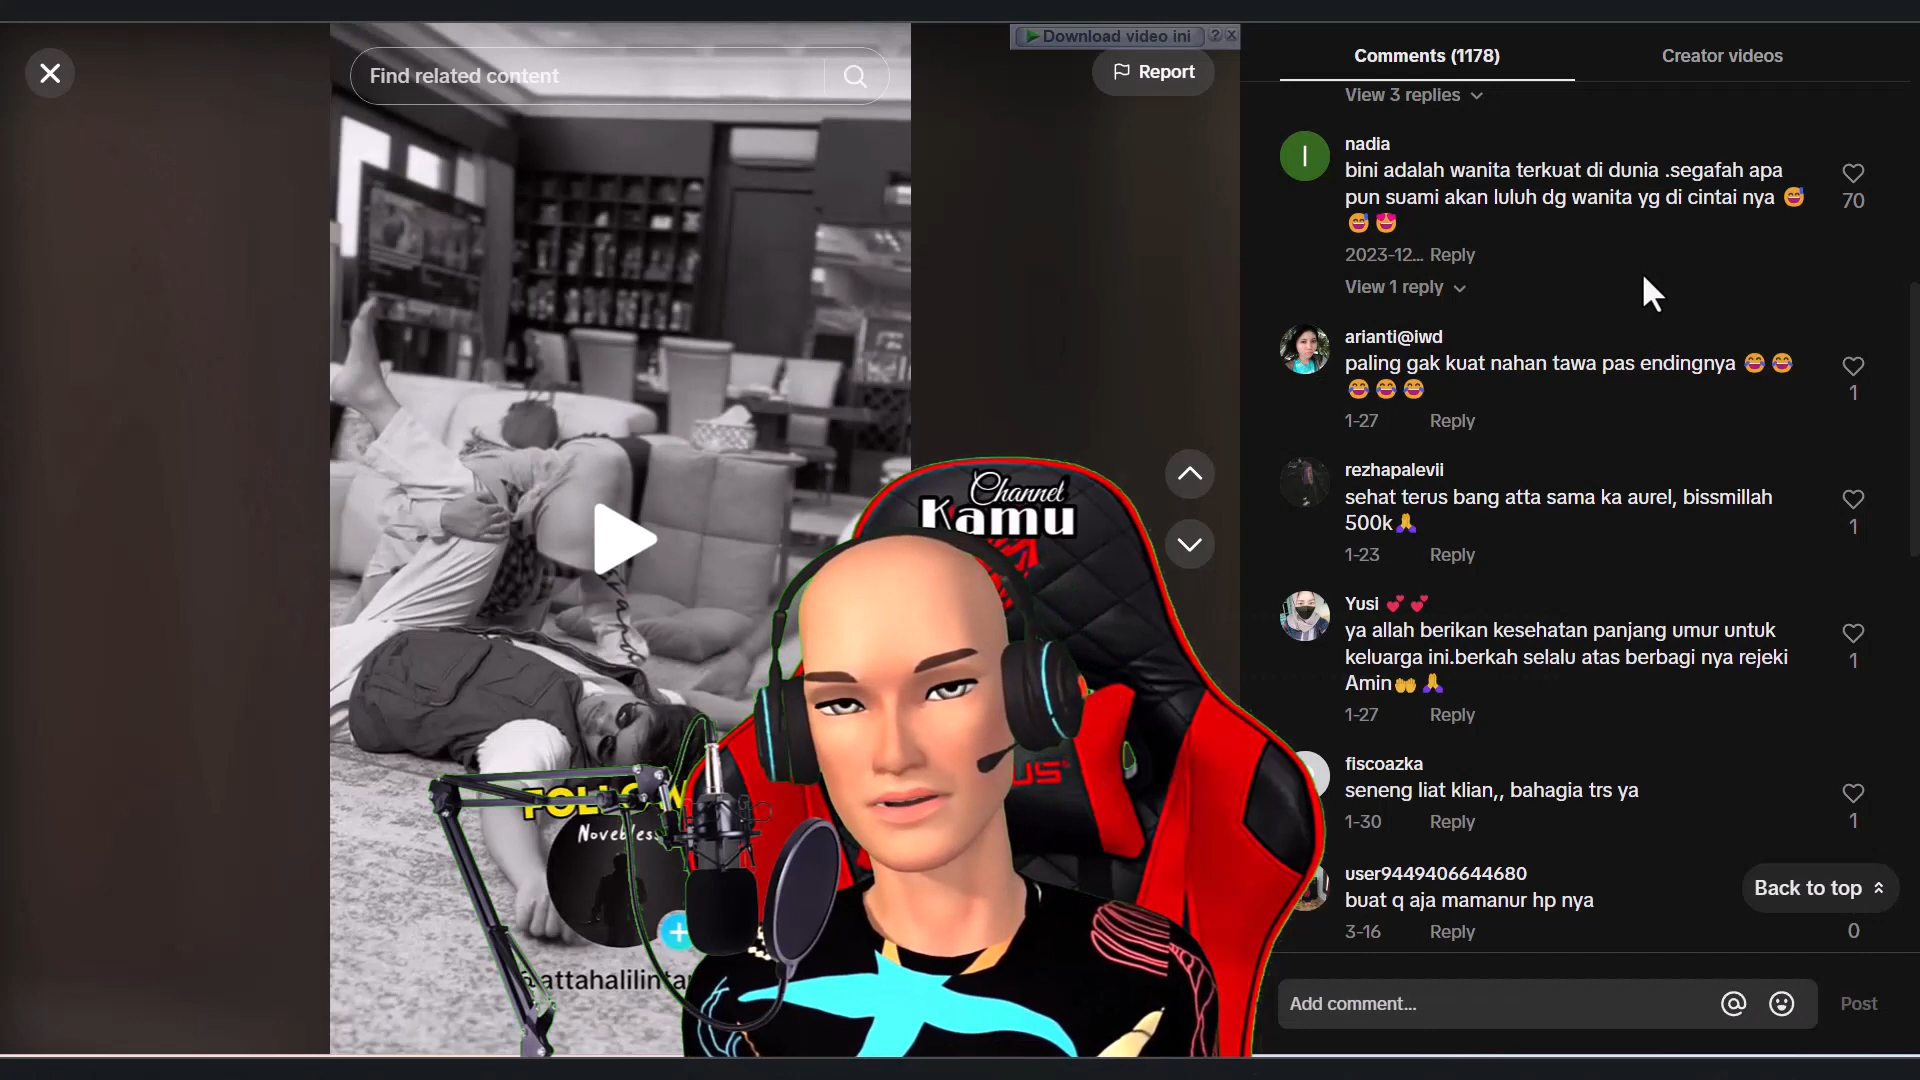 Find related content
Download video ini
Report
Comments (1178)
Creator videos
View 3 replies
nadia
bini adalah wanita terkuat di dunia .segafah apa
pun suami akan luluh dg wanita yg di cintai nya 😅
😅 😍
70
2023-12... Reply
View 1 reply
arianti@iwd
paling gak kuat nahan tawa pas endingnya 😂 😂
😂 😂 😂
1
1-27 Reply
rezhapalevii
sehat terus bang atta sama ka aurel, bissmillah
500k🙏
1
1-23 Reply
Yusi 💕 💕
ya allah berikan kesehatan panjang umur untuk
keluarga ini.berkah selalu atas berbagi nya rejeki
Amin🤲 🙏
1
1-27 Reply
fiscoazka
seneng liat klian,, bahagia trs ya
1
1-30 Reply
user9449406644680
buat q aja mamanur hp nya
3-16 Reply
0
Back to top
Add comment...
Post
Channel
Kamu
FOLLOW
Novebless
@attahalilintar